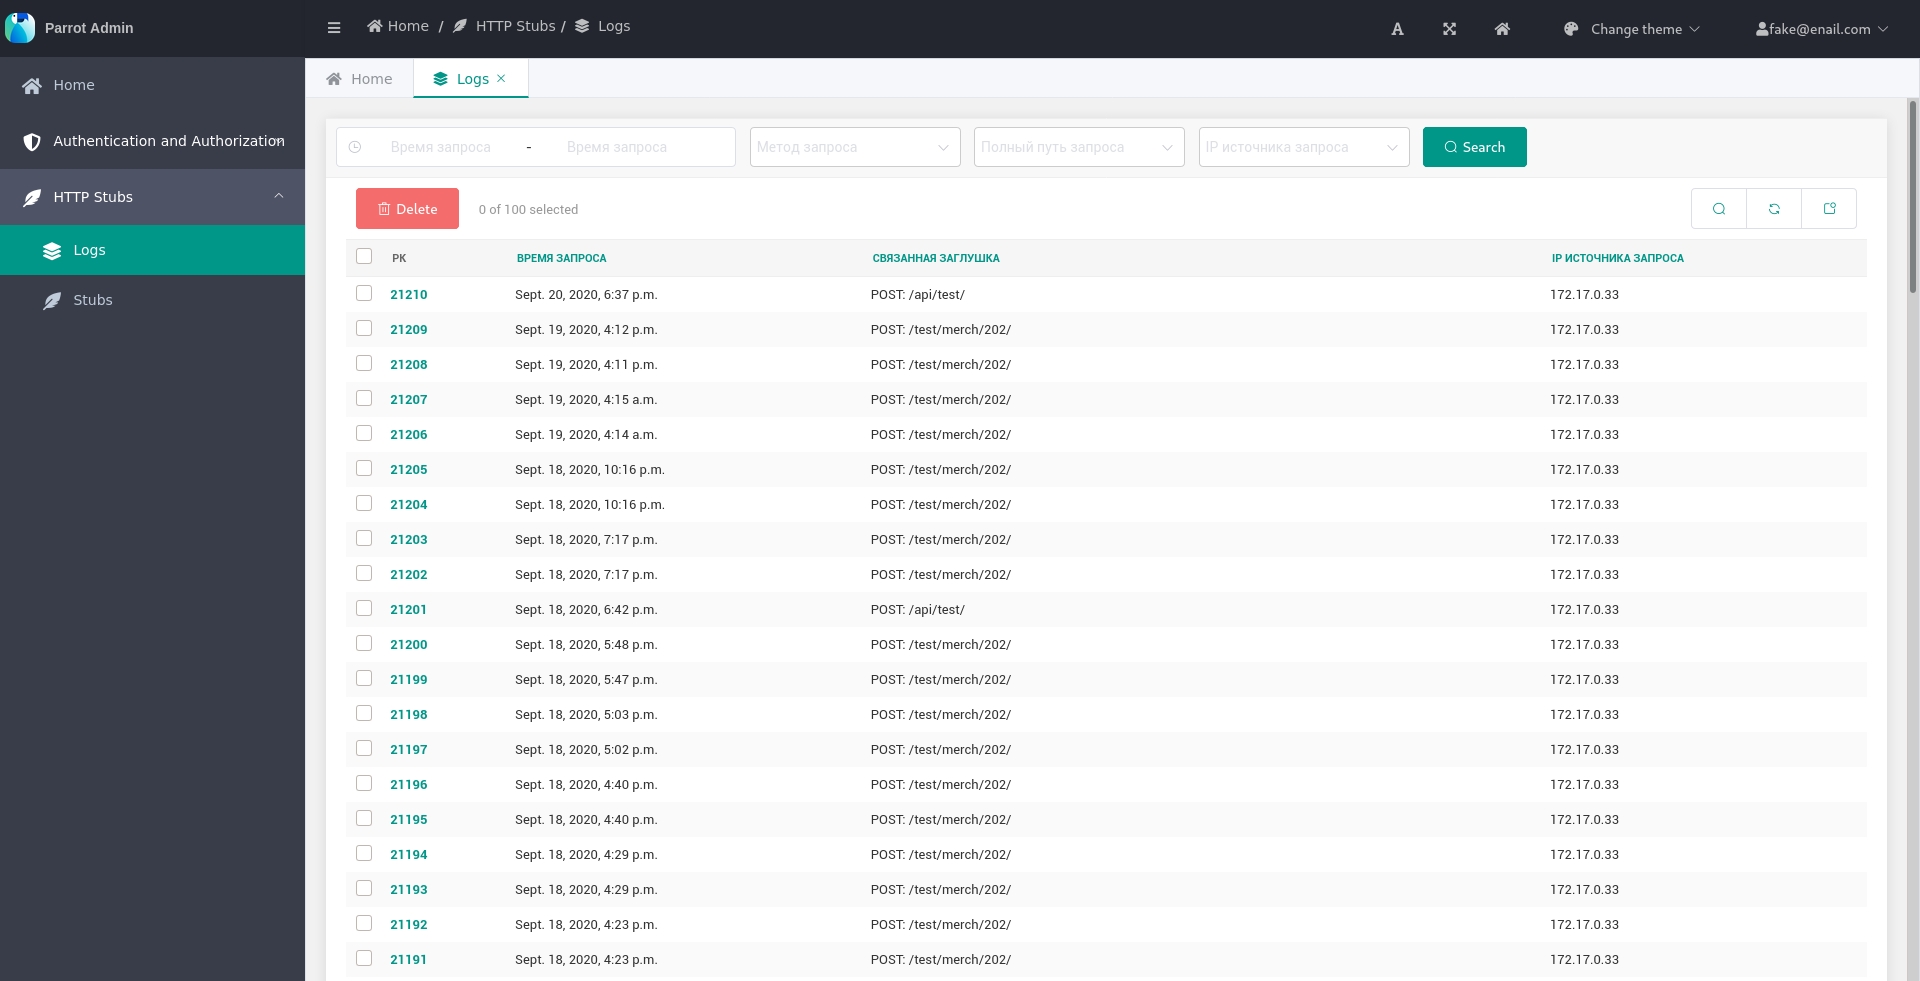 Parrot Admin
Home / HTTP Stubs / Logs
A
Change theme
fake@enail.com
Home
Authentication and Authorization
HTTP Stubs
Logs
Stubs
Home
Logs
Время запроса - Время запроса
Метод запроса
Полный путь запроса
IP источника запроса
Search
Delete
0 of 100 selected
PK ВРЕМЯ ЗАПРОСА СВЯЗАННАЯ ЗАГЛУШКА IP ИСТОЧНИКА ЗАПРОСА
21210 Sept. 20, 2020, 6:37 p.m. POST: /api/test/ 172.17.0.33
21209 Sept. 19, 2020, 4:12 p.m. POST: /test/merch/202/ 172.17.0.33
21208 Sept. 19, 2020, 4:11 p.m. POST: /test/merch/202/ 172.17.0.33
21207 Sept. 19, 2020, 4:15 a.m. POST: /test/merch/202/ 172.17.0.33
21206 Sept. 19, 2020, 4:14 a.m. POST: /test/merch/202/ 172.17.0.33
21205 Sept. 18, 2020, 10:16 p.m. POST: /test/merch/202/ 172.17.0.33
21204 Sept. 18, 2020, 10:16 p.m. POST: /test/merch/202/ 172.17.0.33
21203 Sept. 18, 2020, 7:17 p.m. POST: /test/merch/202/ 172.17.0.33
21202 Sept. 18, 2020, 7:17 p.m. POST: /test/merch/202/ 172.17.0.33
21201 Sept. 18, 2020, 6:42 p.m. POST: /api/test/ 172.17.0.33
21200 Sept. 18, 2020, 5:48 p.m. POST: /test/merch/202/ 172.17.0.33
21199 Sept. 18, 2020, 5:47 p.m. POST: /test/merch/202/ 172.17.0.33
21198 Sept. 18, 2020, 5:03 p.m. POST: /test/merch/202/ 172.17.0.33
21197 Sept. 18, 2020, 5:02 p.m. POST: /test/merch/202/ 172.17.0.33
21196 Sept. 18, 2020, 4:40 p.m. POST: /test/merch/202/ 172.17.0.33
21195 Sept. 18, 2020, 4:40 p.m. POST: /test/merch/202/ 172.17.0.33
21194 Sept. 18, 2020, 4:29 p.m. POST: /test/merch/202/ 172.17.0.33
21193 Sept. 18, 2020, 4:29 p.m. POST: /test/merch/202/ 172.17.0.33
21192 Sept. 18, 2020, 4:23 p.m. POST: /test/merch/202/ 172.17.0.33
21191 Sept. 18, 2020, 4:23 p.m. POST: /test/merch/202/ 172.17.0.33